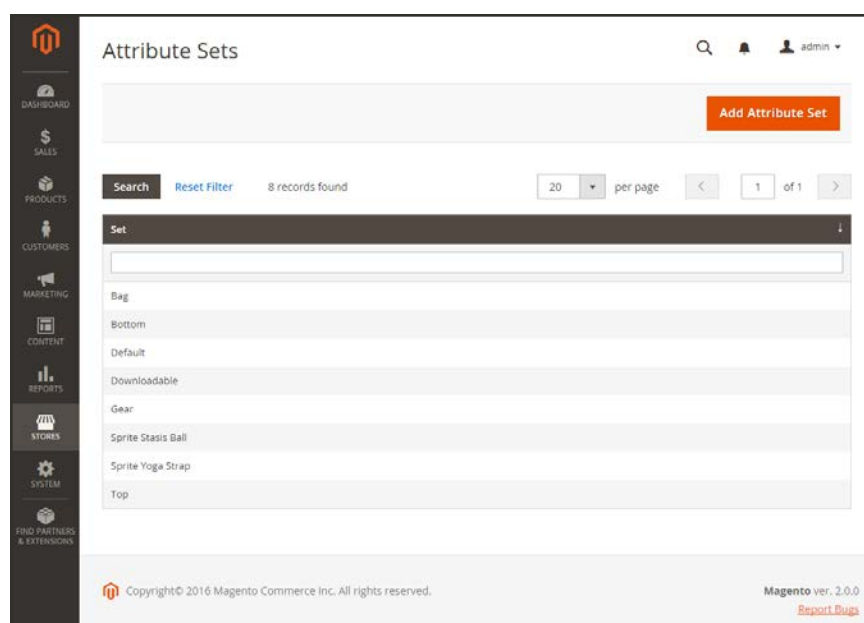 Attribute Sets
admin
DASHBOARD
SALES
PRODUCTS
CUSTOMERS
MARKETING
CONTENT
REPORTS
STORES
SYSTEM
FIND PARTNERS
& EXTENSIONS
Add Attribute Set
Search Reset Filter 8 records found 20 per page 1 of 1
Set
Bag
Bottom
Default
Downloadable
Gear
Sprite Stasis Ball
Sprite Yoga Strap
Top
Copyright© 2016 Magento Commerce Inc. All rights reserved.
Magento ver. 2.0.0
Report Bugs